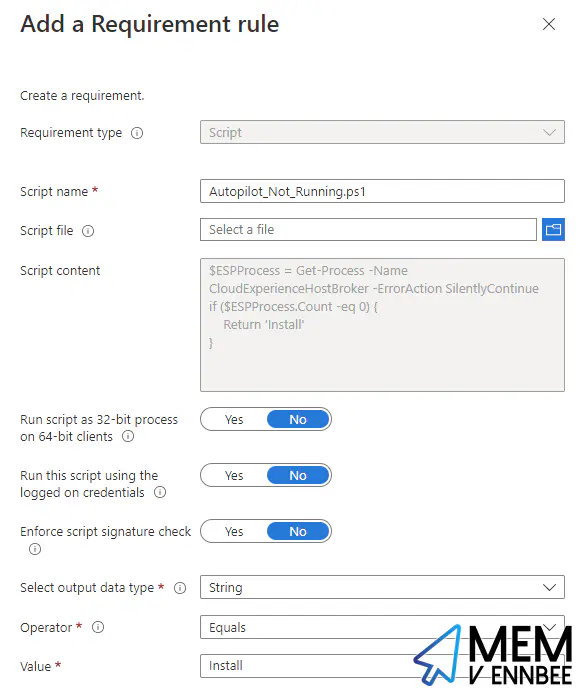 Add a Requirement rule
Create a requirement.
Requirement type
Script
Script name *
Autopilot_Not_Running.ps1
Script file
Select a file
Script content
$ESPProcess = Get-Process -Name
CloudExperienceHostBroker -ErrorAction SilentlyContinue
if ($ESPProcess.Count -eq 0) {
Return 'Install'
}
Run script as 32-bit process
on 64-bit clients
Yes No
Run this script using the
logged on credentials
Yes No
Enforce script signature check
Yes No
Select output data type *
String
Operator *
Equals
Value *
Install
MEM
V ENNBEE